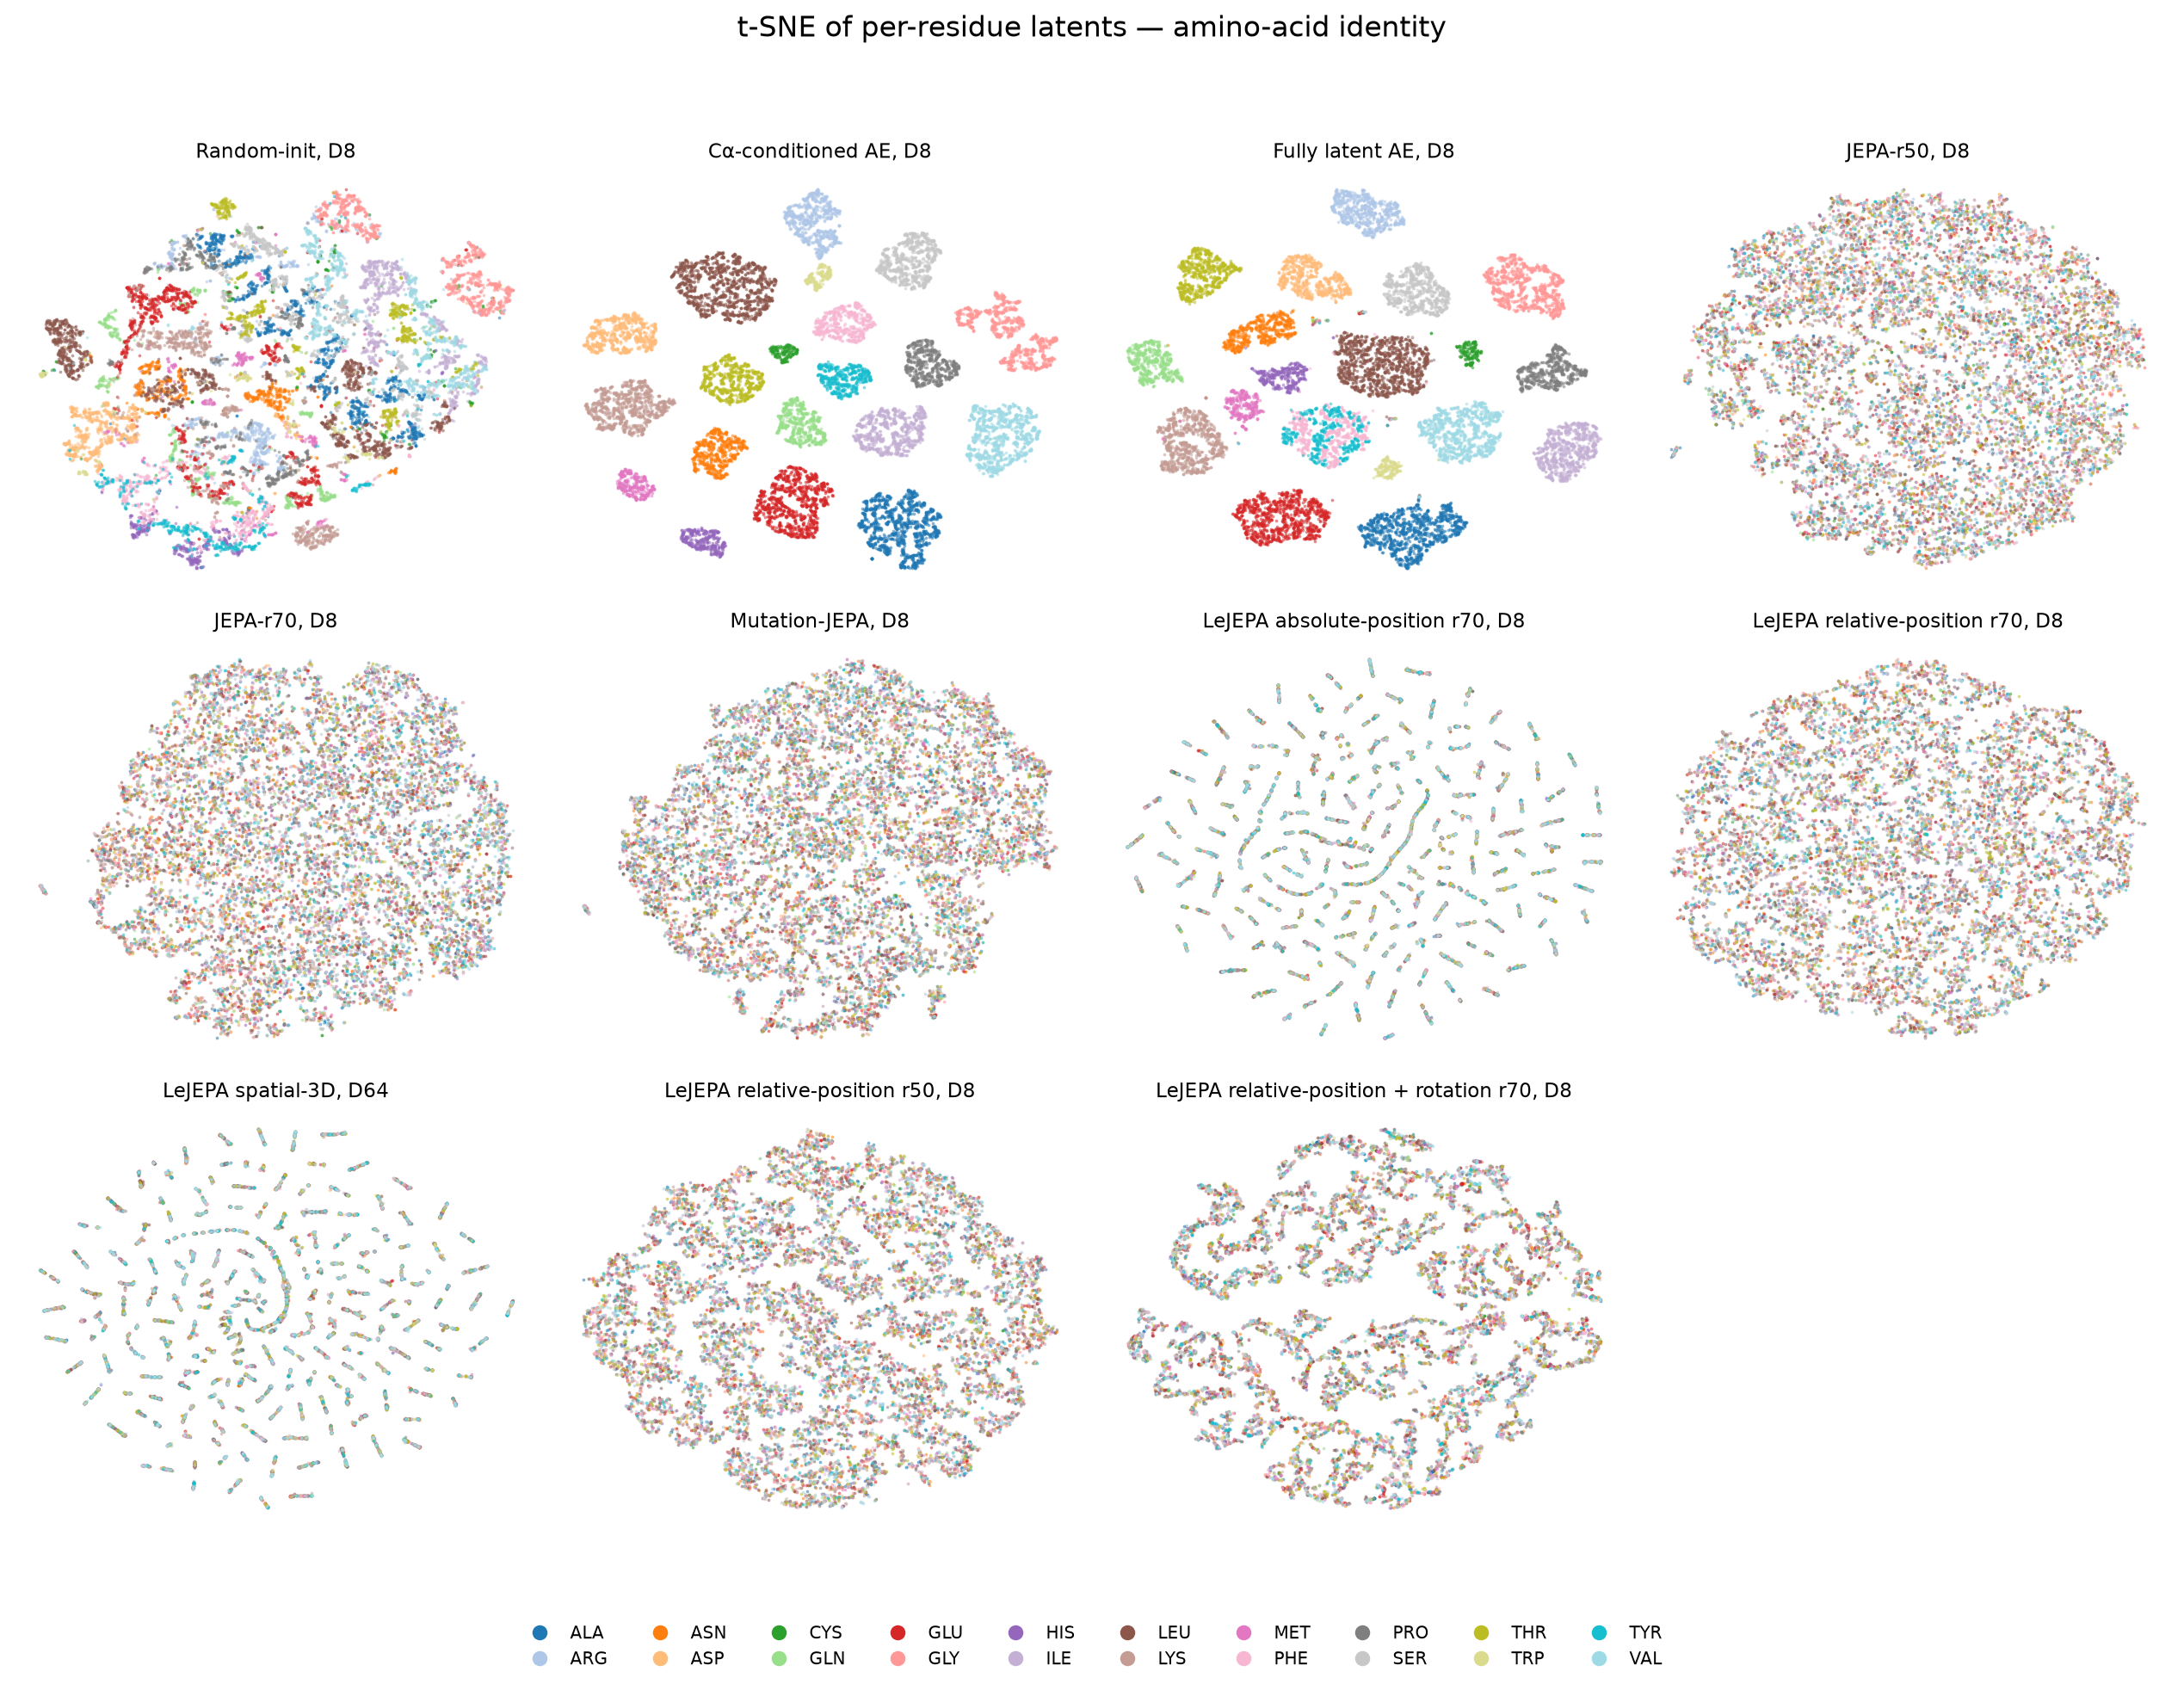 t-SNE of per-residue latents — amino-acid identity
Random-init, D8
Cα-conditioned AE, D8
Fully latent AE, D8
JEPA-r50, D8
JEPA-r70, D8
Mutation-JEPA, D8
LeJEPA absolute-position r70, D8
LeJEPA relative-position r70, D8
LeJEPA spatial-3D, D64
LeJEPA relative-position r50, D8
LeJEPA relative-position + rotation r70, D8
ALA ASN CYS GLU HIS LEU MET PRO THR TYR
ARG ASP GLN GLY ILE LYS PHE SER TRP VAL